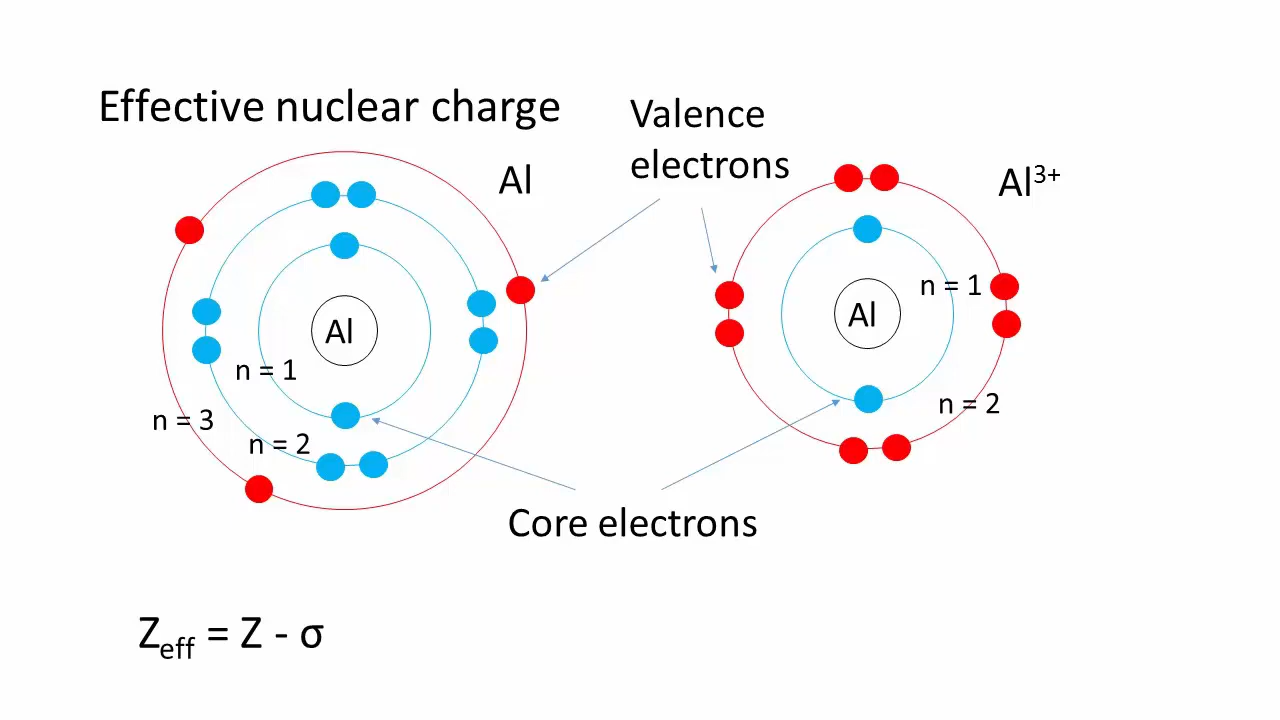 Effective nuclear charge
Valence
electrons
Al
Al³⁺
Al
n = 1
n = 3
n = 2
Al
n = 1
n = 2
Core electrons
Zeff = Z - σ